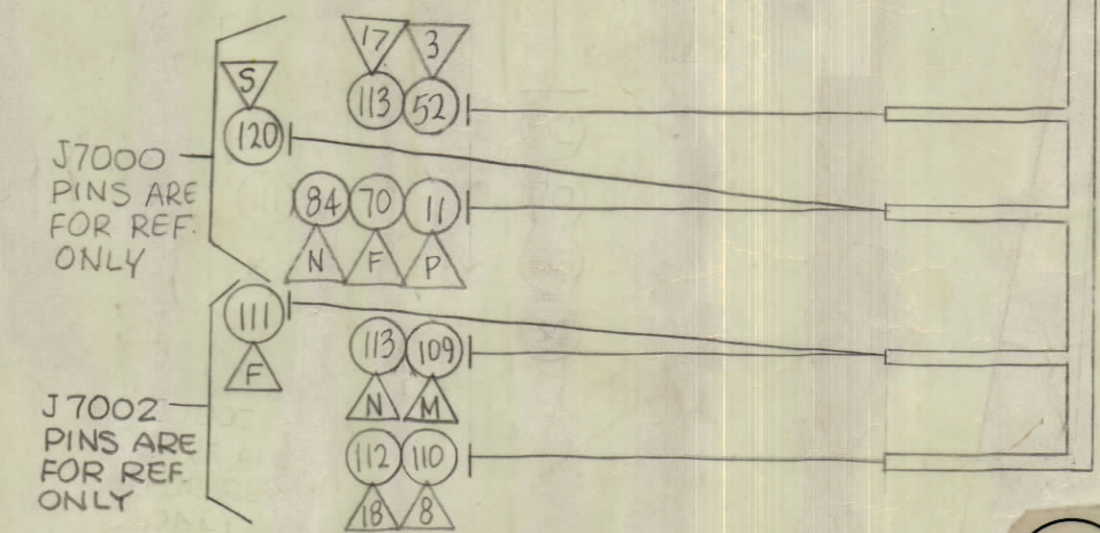 17 3
S
113 52
120
J7000
PINS ARE
FOR REF.
ONLY
84 70 11
N F P
111
F
113 109
N M
J7002
PINS ARE
FOR REF
ONLY
112 110
18 8